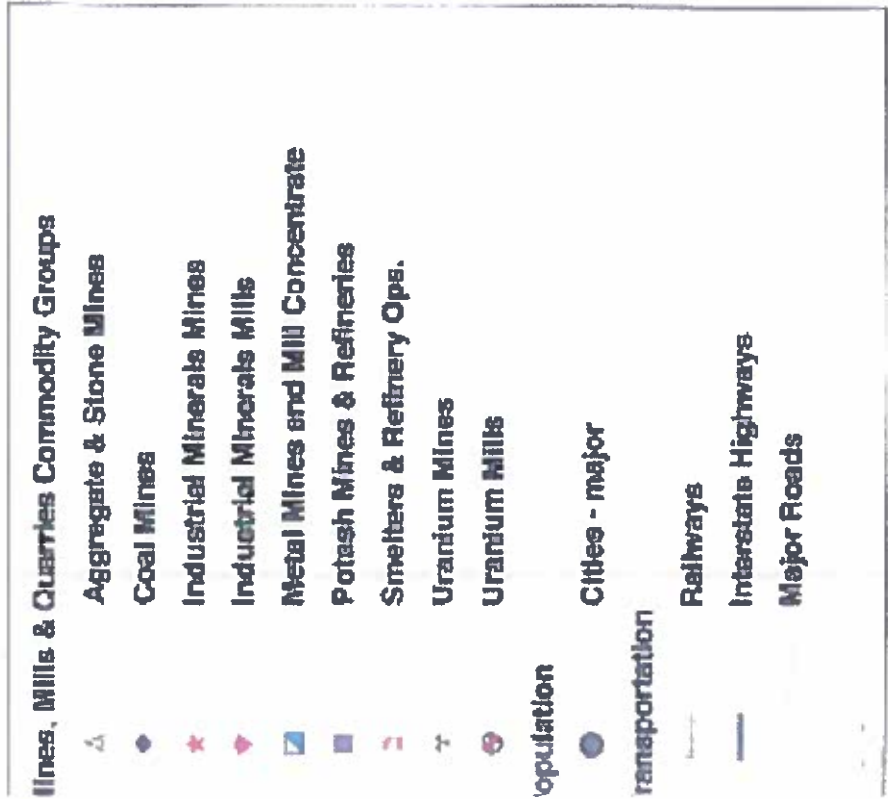 lines, Mills & Quarries Commodity Groups
Aggregate & Stone Mines
Coal Mines
Industrial Minerals Mines
Industrial Minerals Mills
Metal Mines and Mill Concentrate
Potash Mines & Refineries
Smelters & Refinery Ops.
Uranium Mines
Uranium Mills
opulation
Cities - major
ransportation
Railways
Interstate Highways
Major Roads